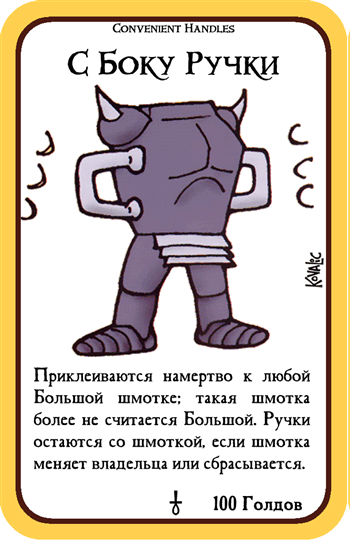 Convenient Handles
С Боку Ручки
Kovalic
Приклеиваются намертво к любой
Большой шмотке; такая шмотка
более не считается Большой. Ручки
остаются со шмоткой, если шмотка
меняет владельца или сбрасывается.
100 Голдов